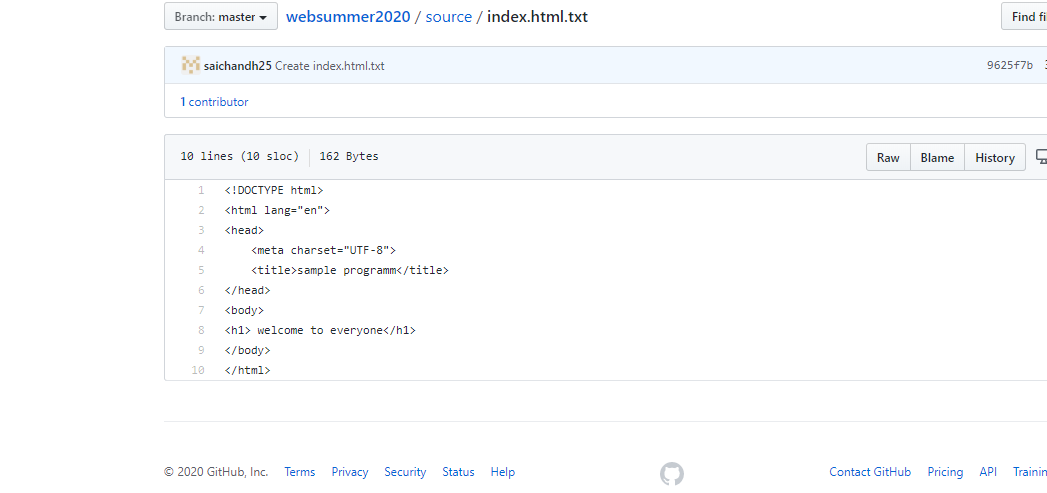 Branch: master websummer2020 / source / index.html.txt Find fi
saichandh25 Create index.html.txt 9625f7b
1 contributor
10 lines (10 sloc) 162 Bytes Raw Blame History
1 <!DOCTYPE html>
2 <html lang="en">
3 <head>
4     <meta charset="UTF-8">
5     <title>sample programm</title>
6 </head>
7 <body>
8 <h1> welcome to everyone</h1>
9 </body>
10 </html>
© 2020 GitHub, Inc. Terms Privacy Security Status Help Contact GitHub Pricing API Trainin